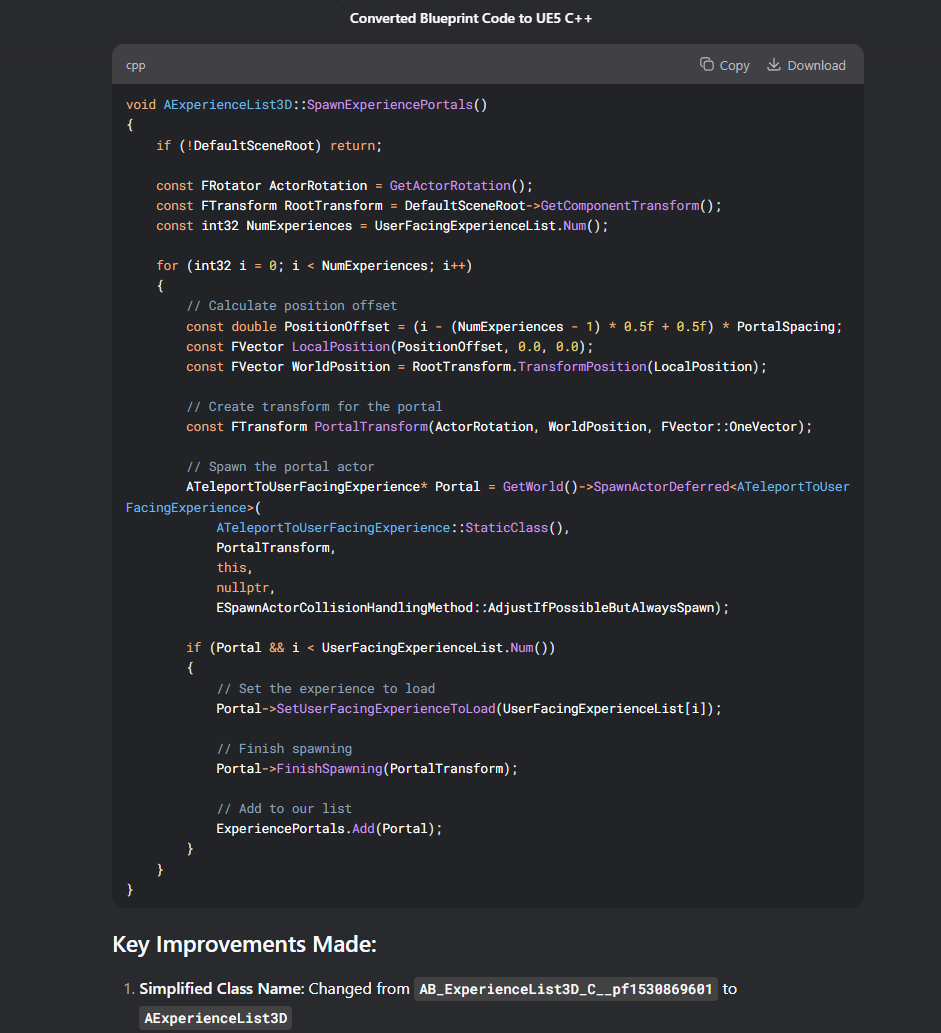 Converted Blueprint Code to UE5 C++
cpp
Copy
Download
void AExperienceList3D::SpawnExperiencePortals()
{
    if (!DefaultSceneRoot) return;
    const FRotator ActorRotation = GetActorRotation();
    const FTransform RootTransform = DefaultSceneRoot->GetComponentTransform();
    const int32 NumExperiences = UserFacingExperienceList.Num();
    for (int32 i = 0; i < NumExperiences; i++)
    {
        // Calculate position offset
        const double PositionOffset = (i - (NumExperiences - 1) * 0.5f + 0.5f) * PortalSpacing;
        const FVector LocalPosition(PositionOffset, 0.0, 0.0);
        const FVector WorldPosition = RootTransform.TransformPosition(LocalPosition);
        // Create transform for the portal
        const FTransform PortalTransform(ActorRotation, WorldPosition, FVector::OneVector);
        // Spawn the portal actor
        ATeleportToUserFacingExperience* Portal = GetWorld()->SpawnActorDeferred<ATeleportToUser
FacingExperience>(
            ATeleportToUserFacingExperience::StaticClass(),
            PortalTransform,
            this,
            nullptr,
            ESpawnActorCollisionHandlingMethod::AdjustIfPossibleButAlwaysSpawn);
        if (Portal && i < UserFacingExperienceList.Num())
        {
            // Set the experience to load
            Portal->SetUserFacingExperienceToLoad(UserFacingExperienceList[i]);
            // Finish spawning
            Portal->FinishSpawning(PortalTransform);
            // Add to our list
            ExperiencePortals.Add(Portal);
        }
    }
}
Key Improvements Made:
1. Simplified Class Name: Changed from AB_ExperienceList3D_C__pf1530869601 to
AExperienceList3D